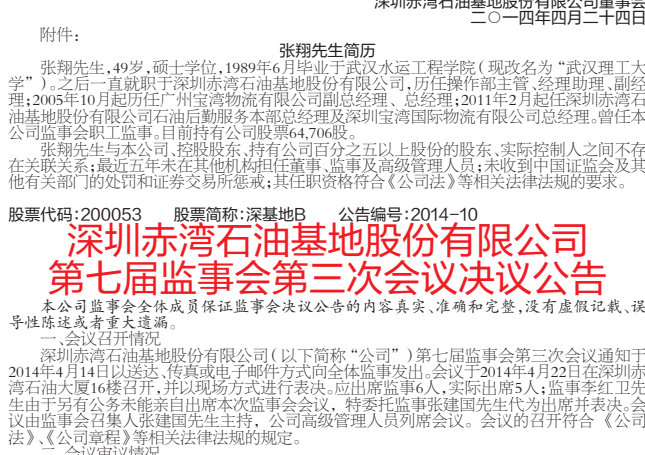 深圳赤湾石油基地股份有限公司董事会
二〇一四年四月二十四日
附件：
张翔先生简历
张翔先生，49岁，硕士学位，1989年6月毕业于武汉水运工程学院（现改名为“武汉理工大
学”）。之后一直就职于深圳赤湾石油基地股份有限公司，历任操作部主管、经理助理、副经
理；2005年10月起历任广州宝湾物流有限公司副总经理、总经理；2011年2月起任深圳赤湾石
油基地股份有限公司石油后勤服务本部总经理及深圳宝湾国际物流有限公司总经理。曾任本
公司监事会职工监事。目前持有公司股票64,706股。
张翔先生与本公司、控股股东、持有公司百分之五以上股份的股东、实际控制人之间不存
在关联关系；最近五年未在其他机构担任董事、监事及高级管理人员；未收到中国证监会及其
他有关部门的处罚和证券交易所惩戒；其任职资格符合《公司法》等相关法律法规的要求。
股票代码：200053 股票简称：深基地B 公告编号：2014-10
深圳赤湾石油基地股份有限公司
第七届监事会第三次会议决议公告
本公司监事会全体成员保证监事会决议公告的内容真实、准确和完整，没有虚假记载、误
导性陈述或者重大遗漏。
一、会议召开情况
深圳赤湾石油基地股份有限公司（以下简称“公司”）第七届监事会第三次会议通知于
2014年4月14日以送达、传真或电子邮件方式向全体监事发出。会议于2014年4月22日在深圳赤
湾石油大厦16楼召开，并以现场方式进行表决。应出席监事6人，实际出席5人；监事李红卫先
生由于另有公务未能亲自出席本次监事会会议，特委托监事张建国先生代为出席并表决。会
议由监事会召集人张建国先生主持，公司高级管理人员列席会议。会议的召开符合《公司
法》、《公司章程》等相关法律法规的规定。
二、会议审议情况